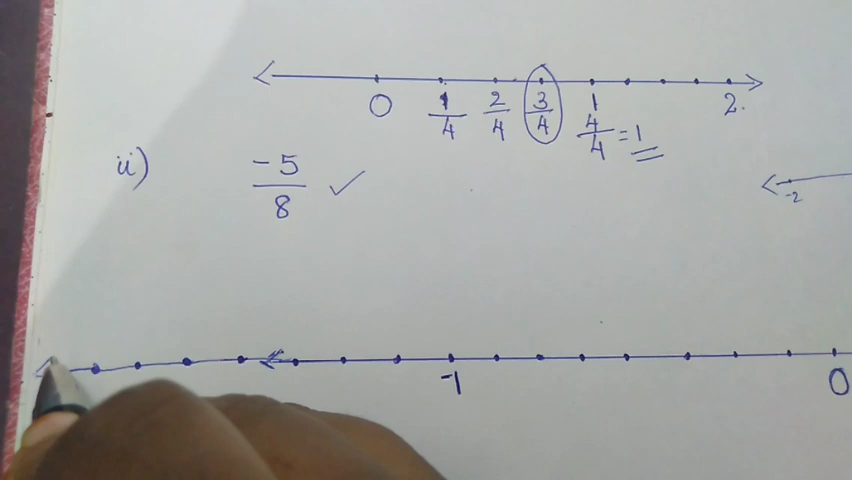 0 1/4 2/4 3/4 1 2.
4/4 = 1
ii) -5/8 ✓
-2
-1 0